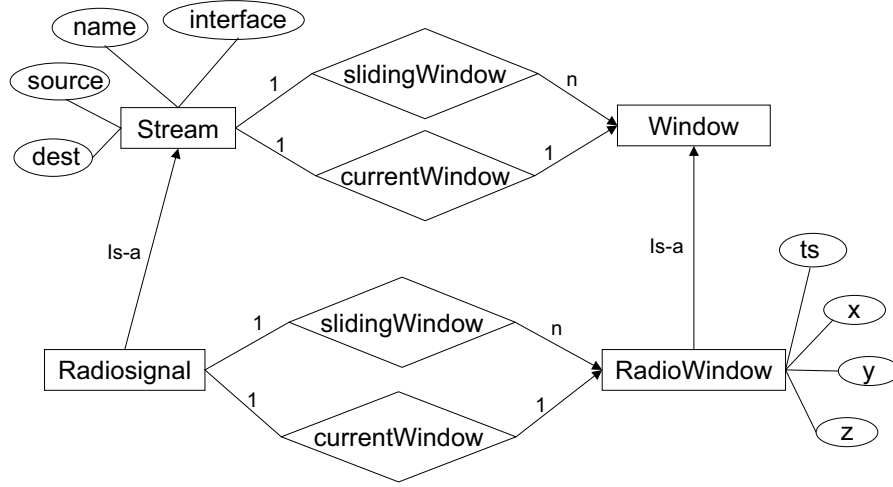 interface
name
slidingWindow
source
1
n
Stream
Window
dest
1
1
currentWindow
Is-a
Is-a
ts
x
slidingWindow
1
n
Radiosignal
RadioWindow
y
1
1
z
currentWindow